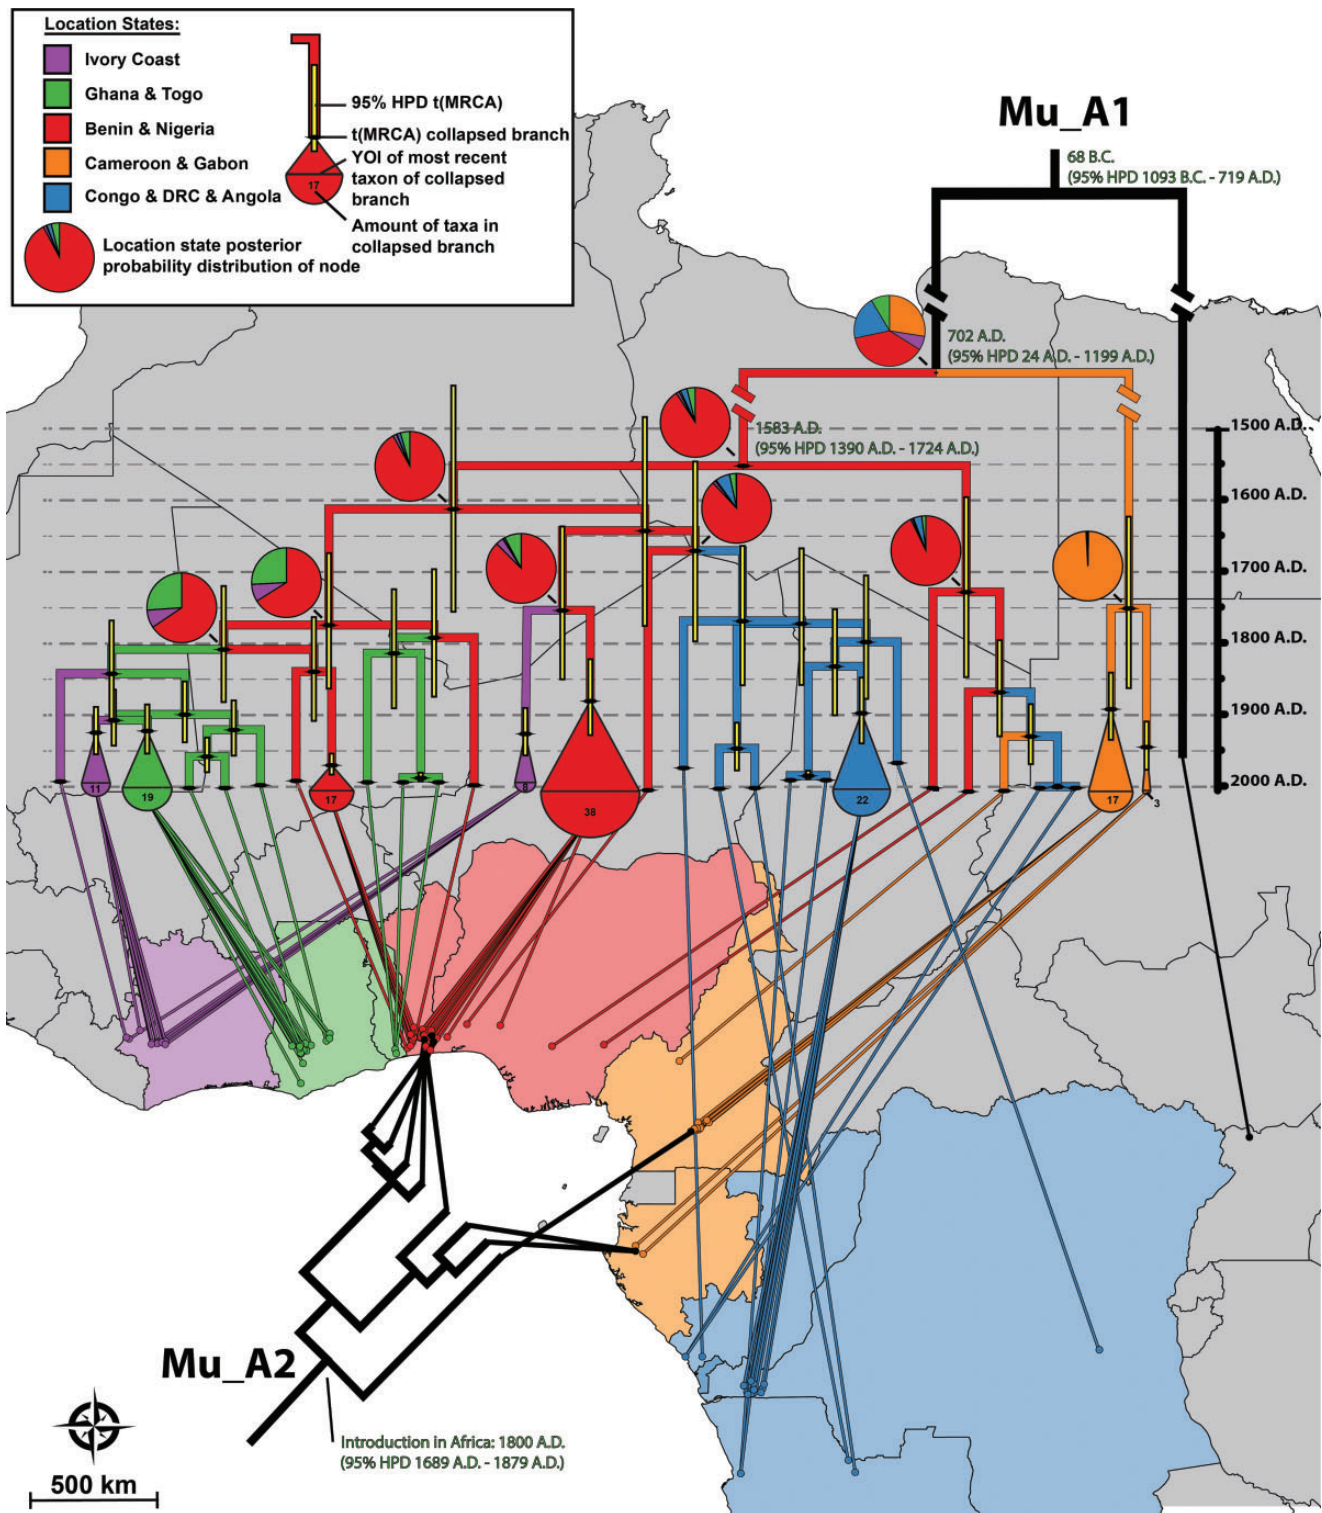 Location States:
Ivory Coast
Ghana & Togo
Benin & Nigeria
Cameroon & Gabon
Congo & DRC & Angola
95% HPD t(MRCA)
t(MRCA) collapsed branch
YOI of most recent
taxon of collapsed
branch
17
Amount of taxa in
collapsed branch
Location state posterior
probability distribution of node
Mu_A1
68 B.C.
(95% HPD 1093 B.C. - 719 A.D.)
702 A.D.
(95% HPD 24 A.D. - 1199 A.D.)
1583 A.D.
(95% HPD 1390 A.D. - 1724 A.D.)
1500 A.D.
1600 A.D.
1700 A.D.
1800 A.D.
1900 A.D.
2000 A.D.
11
19
17
8
38
22
17
3
Mu_A2
Introduction in Africa: 1800 A.D.
(95% HPD 1689 A.D. - 1879 A.D.)
500 km